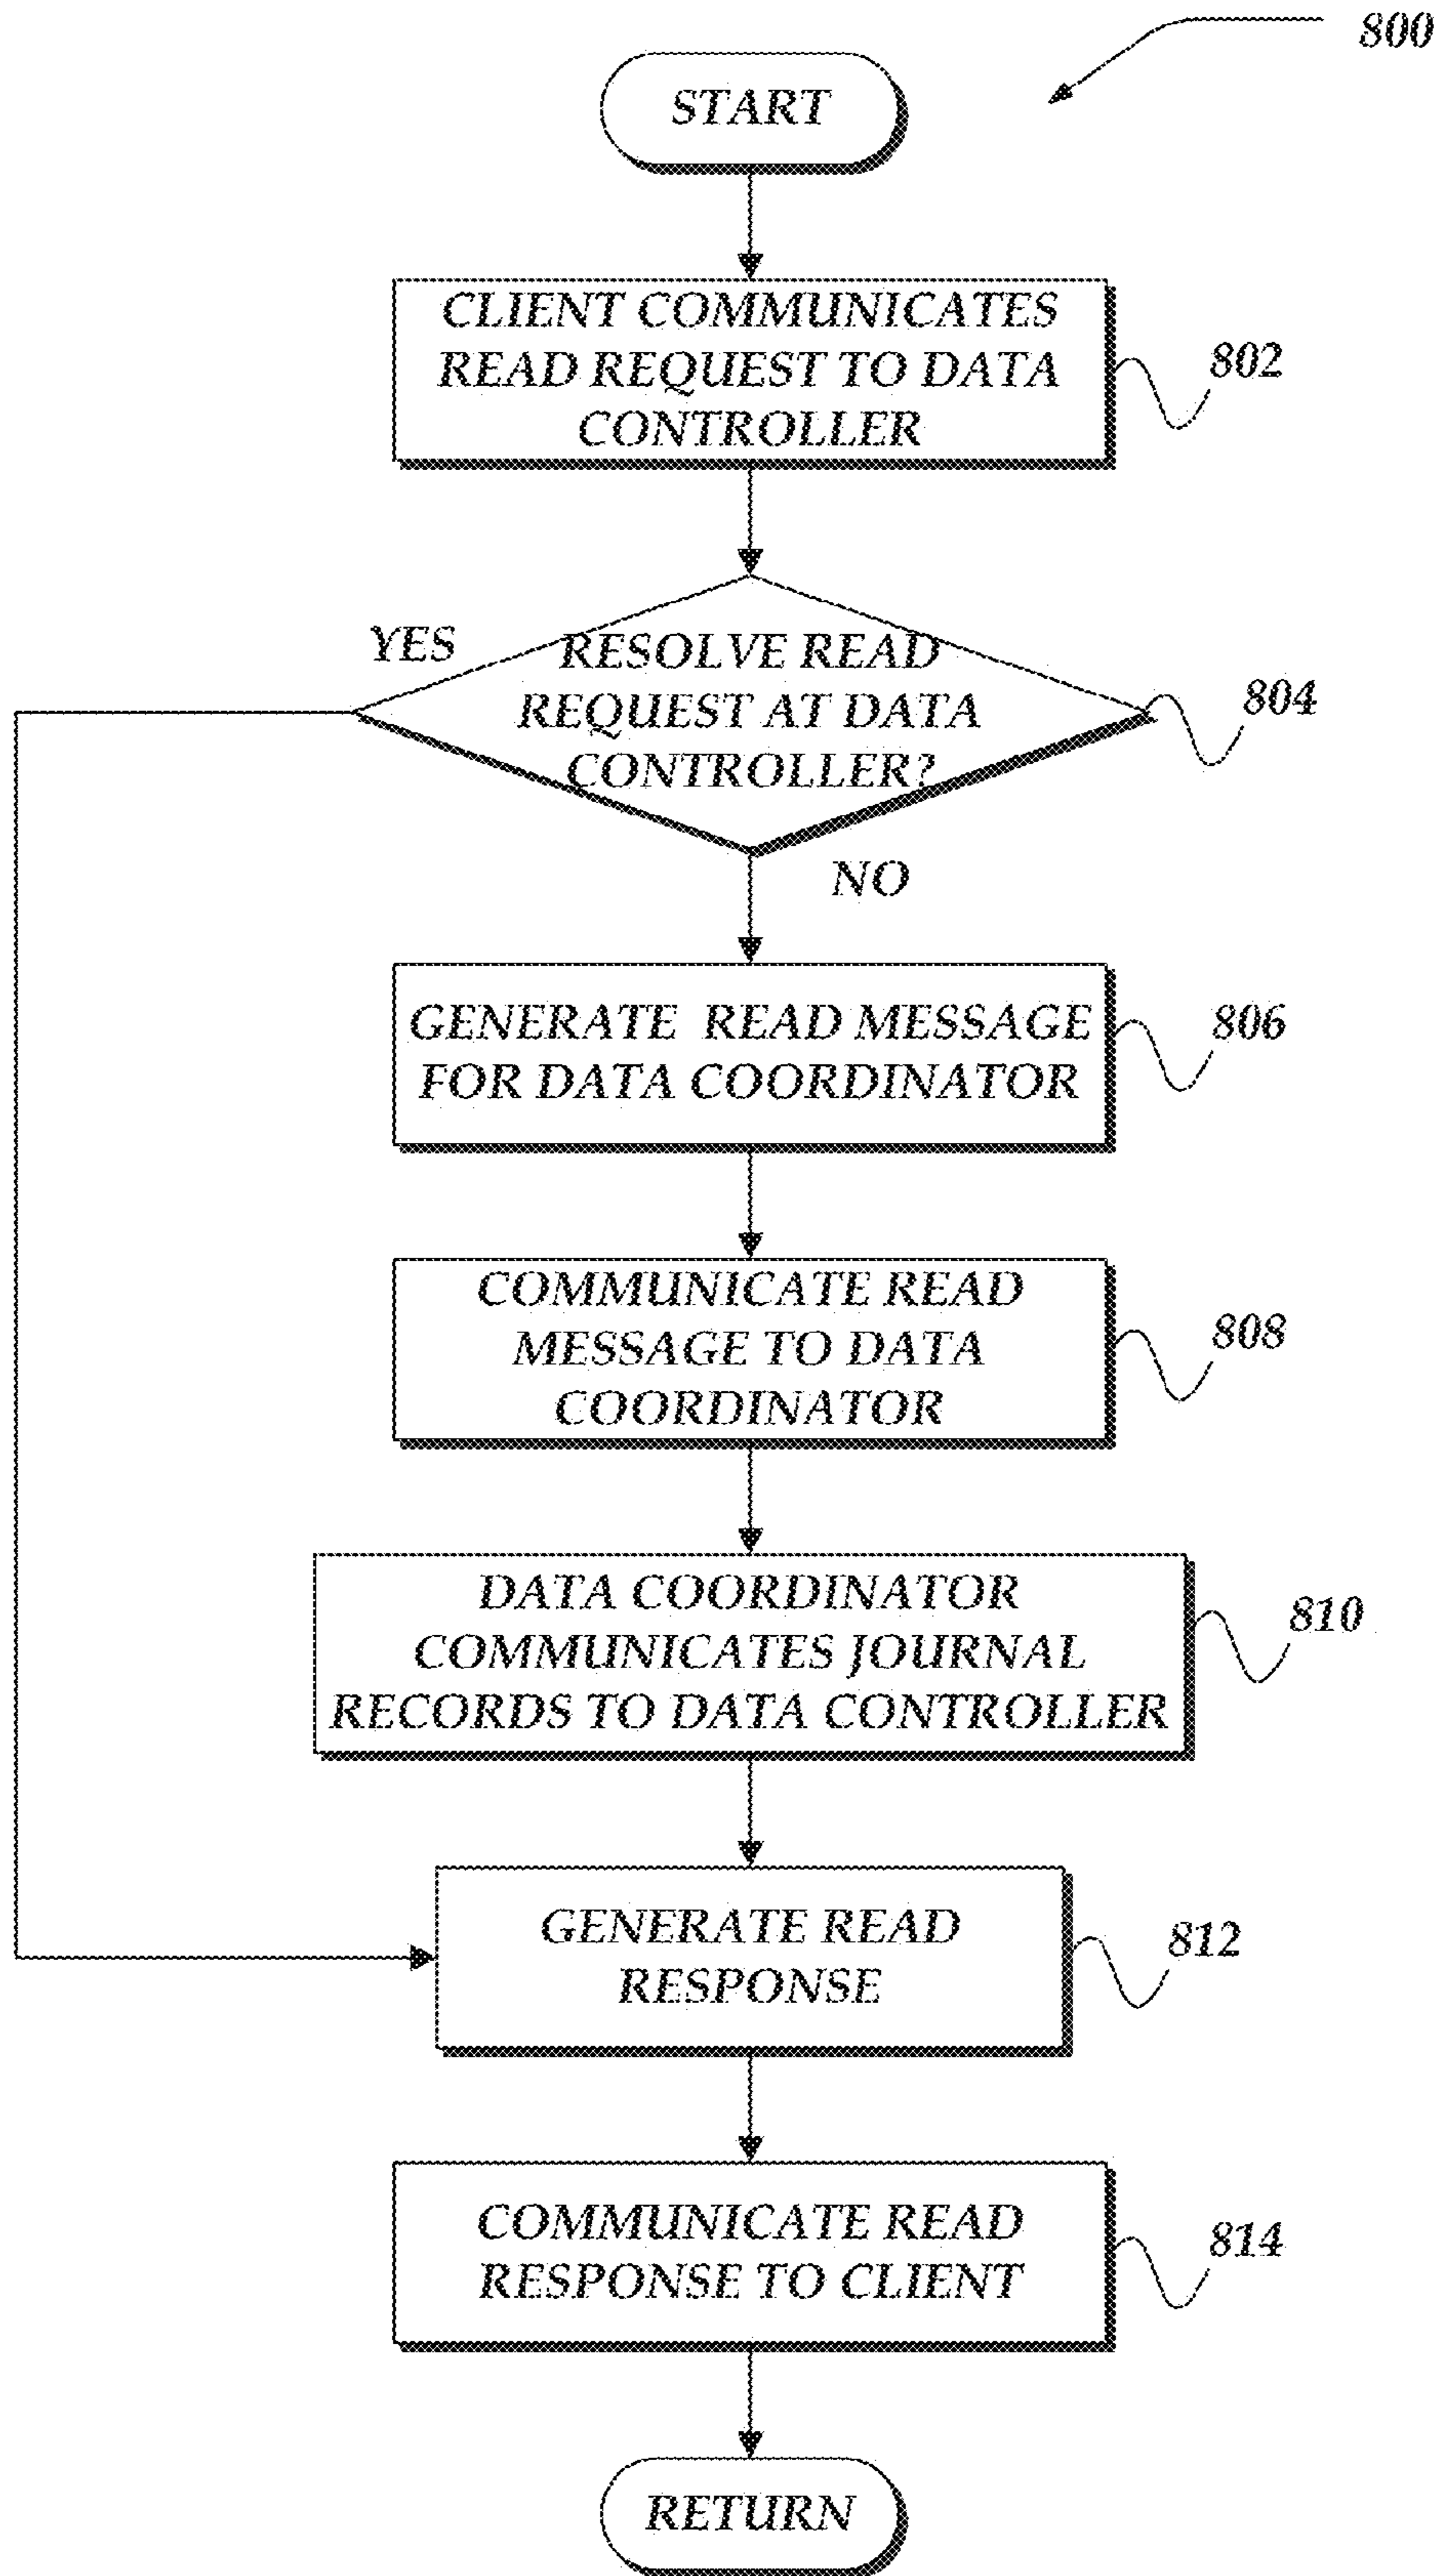 800
START
CLIENT COMMUNICATES
READ REQUEST TO DATA
CONTROLLER
802
YES
RESOLVE READ
REQUEST AT DATA
CONTROLLER?
804
NO
GENERATE READ MESSAGE
FOR DATA COORDINATOR
806
COMMUNICATE READ
MESSAGE TO DATA
COORDINATOR
808
DATA COORDINATOR
COMMUNICATES JOURNAL
RECORDS TO DATA CONTROLLER
810
GENERATE READ
RESPONSE
812
COMMUNICATE READ
RESPONSE TO CLIENT
814
RETURN